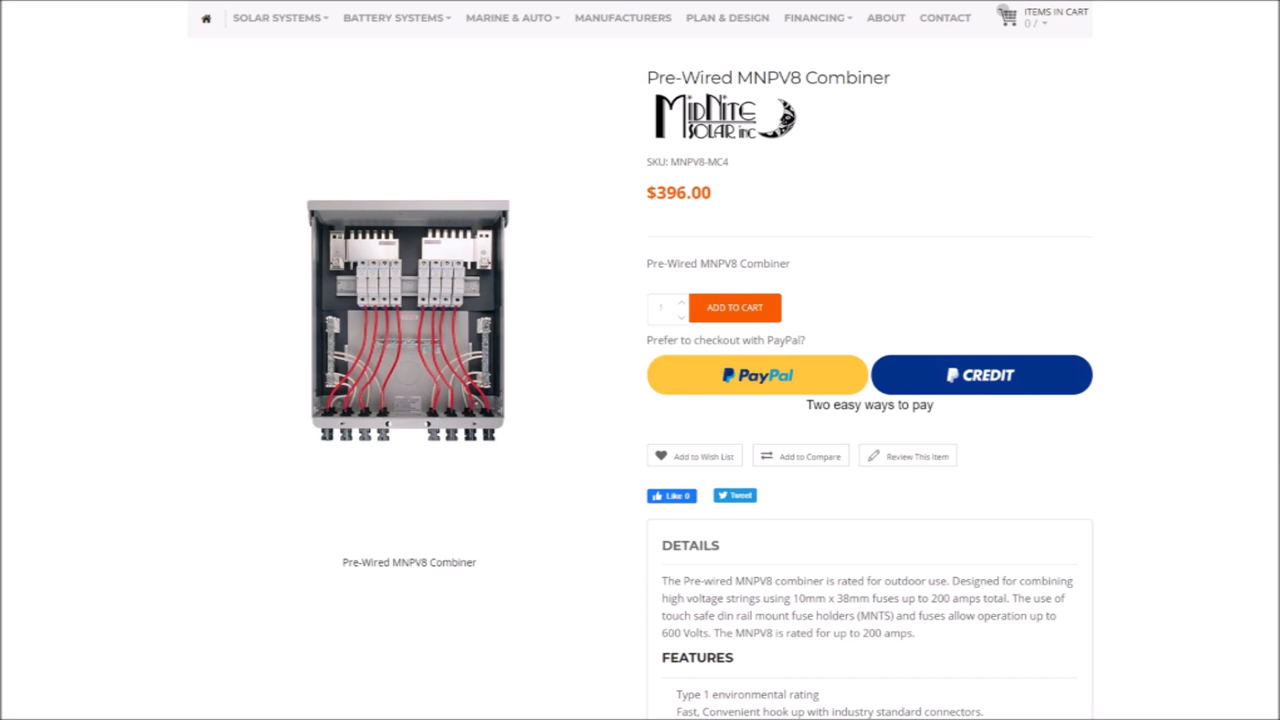 SOLAR SYSTEMS BATTERY SYSTEMS MARINE & AUTO MANUFACTURERS PLAN & DESIGN FINANCING ABOUT CONTACT ITEMS IN CART
0 /
Pre-Wired MNPV8 Combiner
MIDNITE
SOLAR INC
SKU: MNPV8-MC4
$396.00
Pre-Wired MNPV8 Combiner
1 ADD TO CART
Prefer to checkout with PayPal?
PayPal CREDIT
Two easy ways to pay
Add to Wish List Add to Compare Review This Item
Like 0 Tweet
Pre-Wired MNPV8 Combiner
DETAILS
The Pre-wired MNPV8 combiner is rated for outdoor use. Designed for combining
high voltage strings using 10mm x 38mm fuses up to 200 amps total. The use of
touch safe din rail mount fuse holders (MNTS) and fuses allow operation up to
600 Volts. The MNPV8 is rated for up to 200 amps.
FEATURES
Type 1 environmental rating
Fast, Convenient hook up with industry standard connectors.